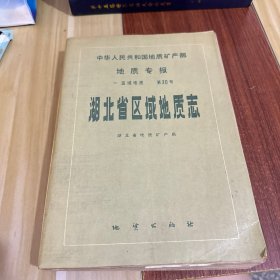 中华人民共和国地质矿产部
地质专报
一 区域地质 第20号
湖北省区域地质志
湖北省地质矿产局
地质出版社